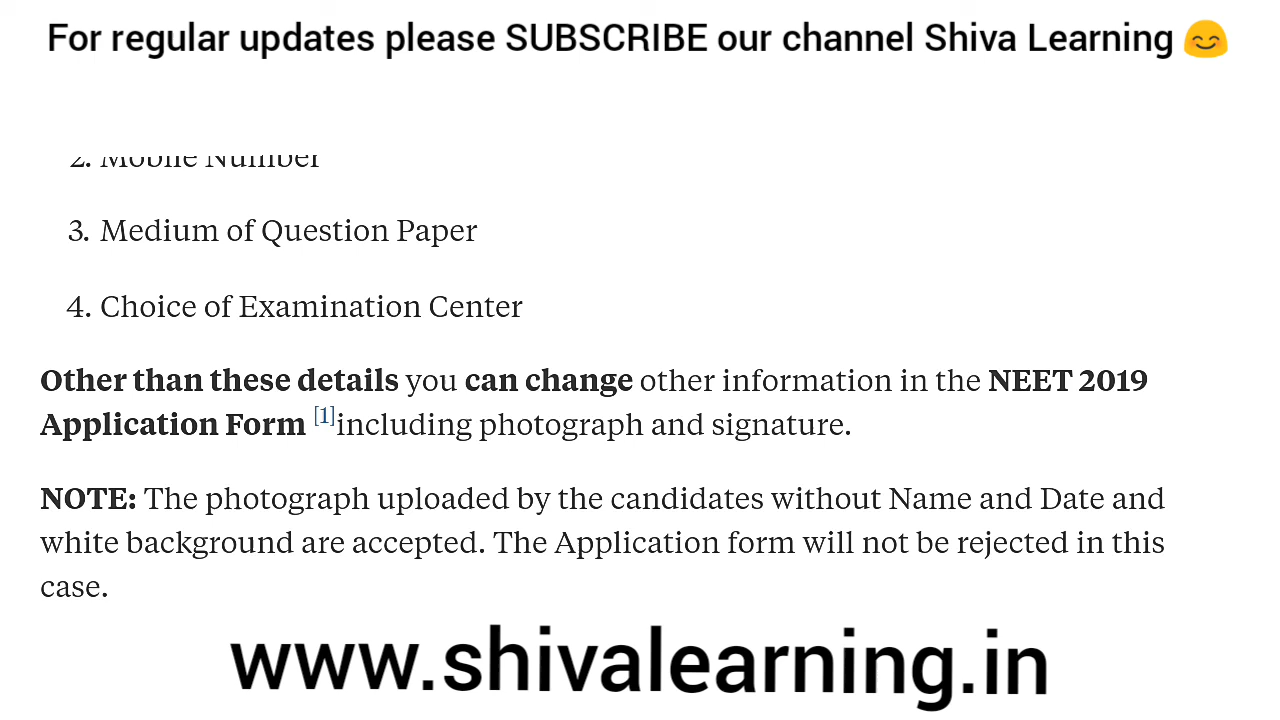 For regular updates please SUBSCRIBE our channel Shiva Learning 😊
2. Mobile Number
3. Medium of Question Paper
4. Choice of Examination Center
Other than these details you can change other information in the NEET 2019
Application Form [1]including photograph and signature.
NOTE: The photograph uploaded by the candidates without Name and Date and
white background are accepted. The Application form will not be rejected in this
case.
www.shivalearning.in